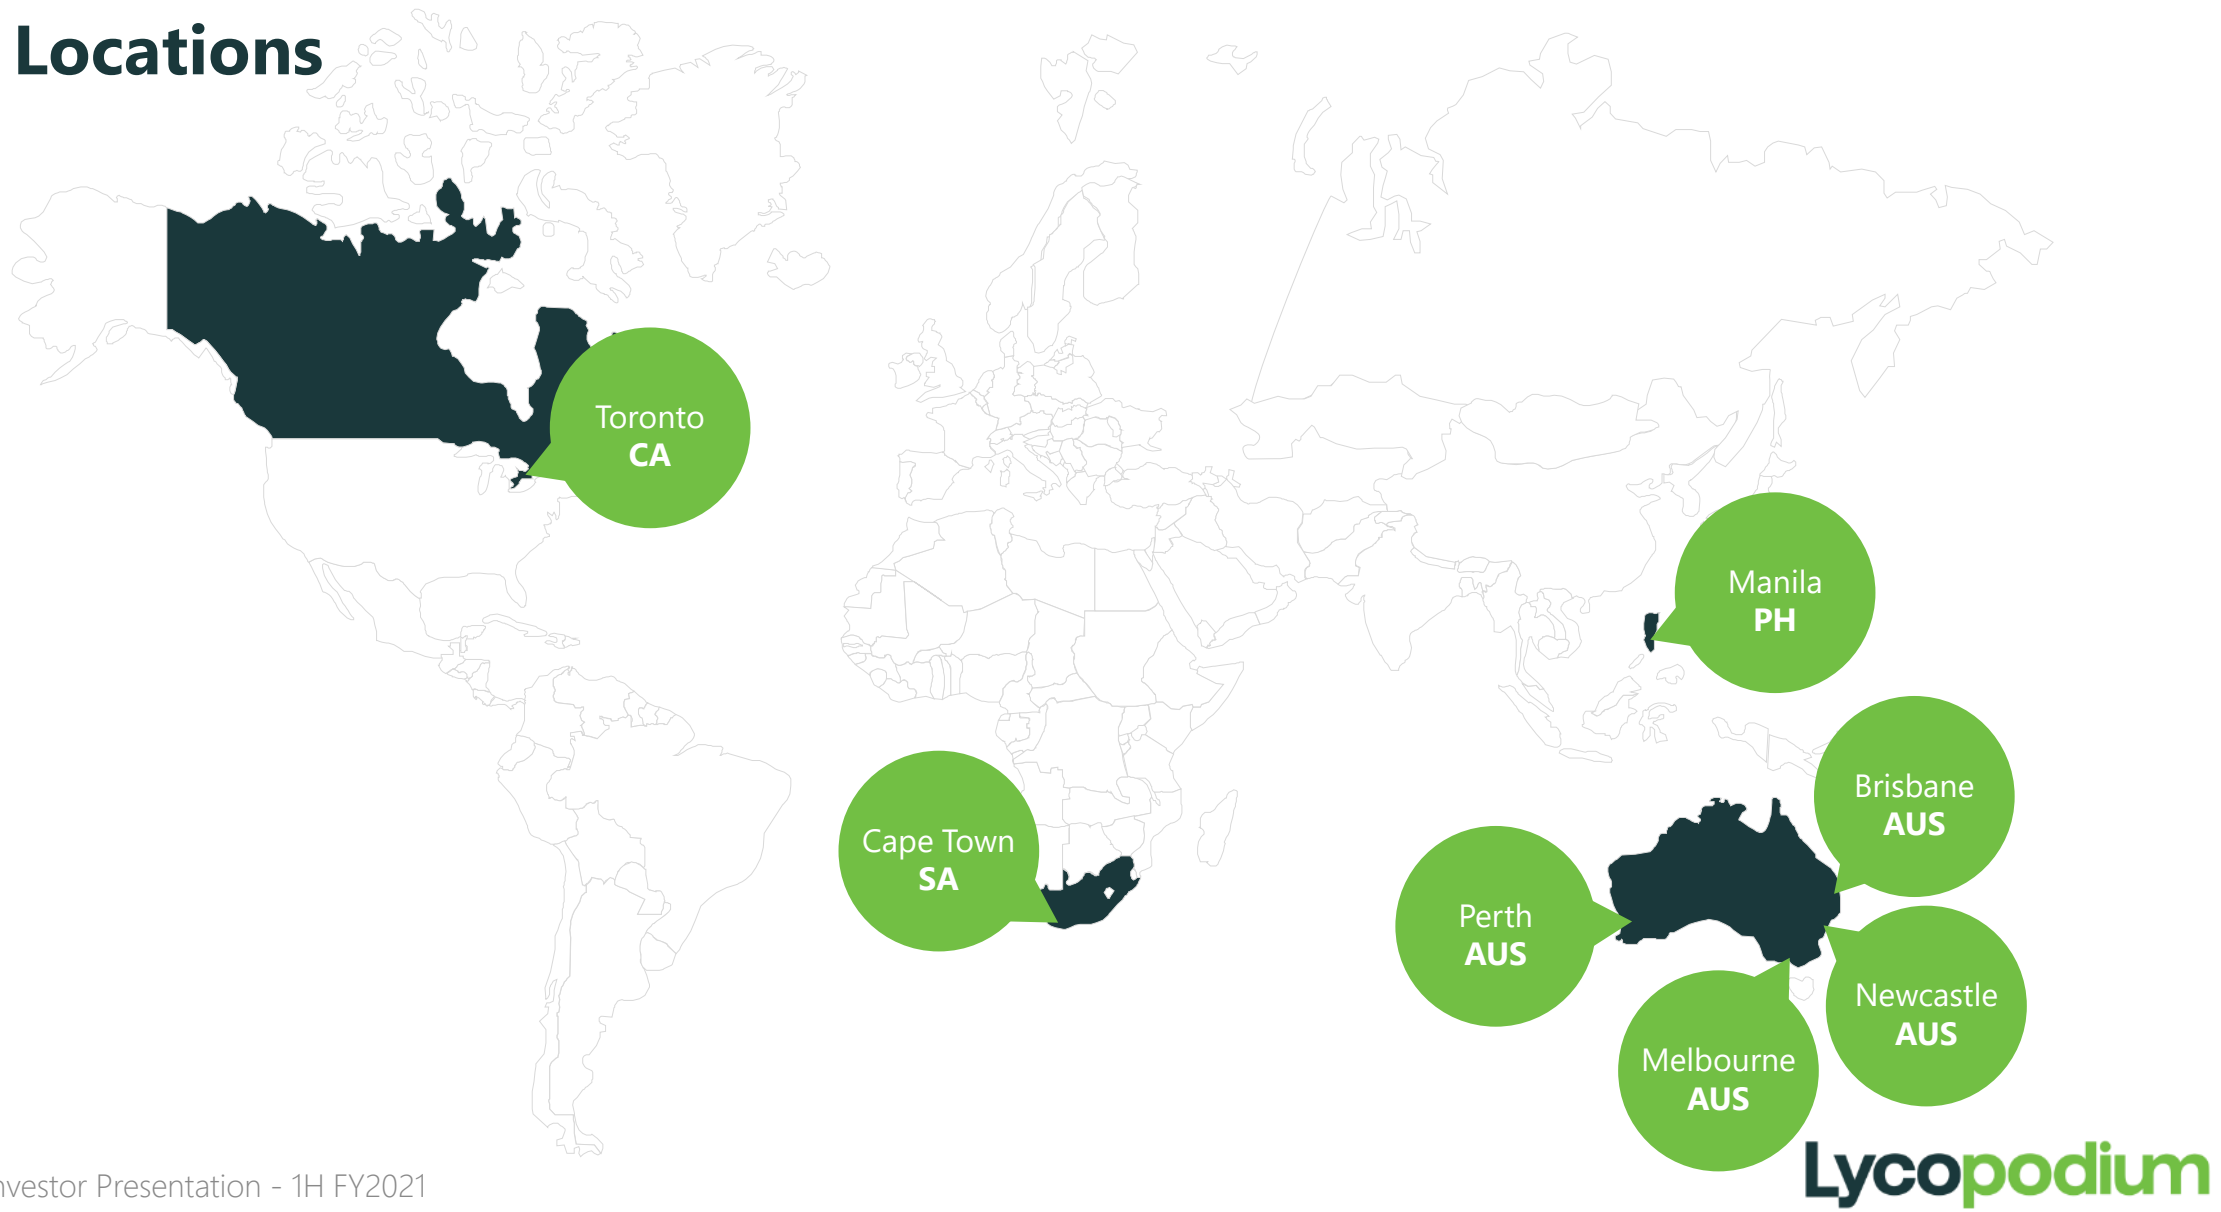 Locations
Toronto
CA
Manila
PH
Brisbane
AUS
Cape Town
SA
Perth
AUS
Newcastle
AUS
Melbourne
AUS
Lycopodium
nvestor Presentation - 1H FY2021